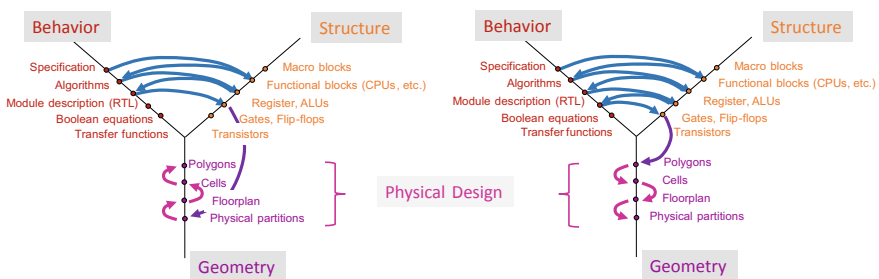 Behavior
Structure
Specification
Algorithms
Module description (RTL)
Boolean equations
Transfer functions
Macro blocks
Functional blocks (CPUs, etc.)
Register, ALUs
Gates, Flip-flops
Transistors
Polygons
Cells
Floorplan
Physical partitions
Geometry
Physical Design
Behavior
Structure
Specification
Algorithms
Module description (RTL)
Boolean equations
Transfer functions
Macro blocks
Functional blocks (CPUs, etc.)
Register, ALUs
Gates, Flip-flops
Transistors
Polygons
Cells
Floorplan
Physical partitions
Geometry